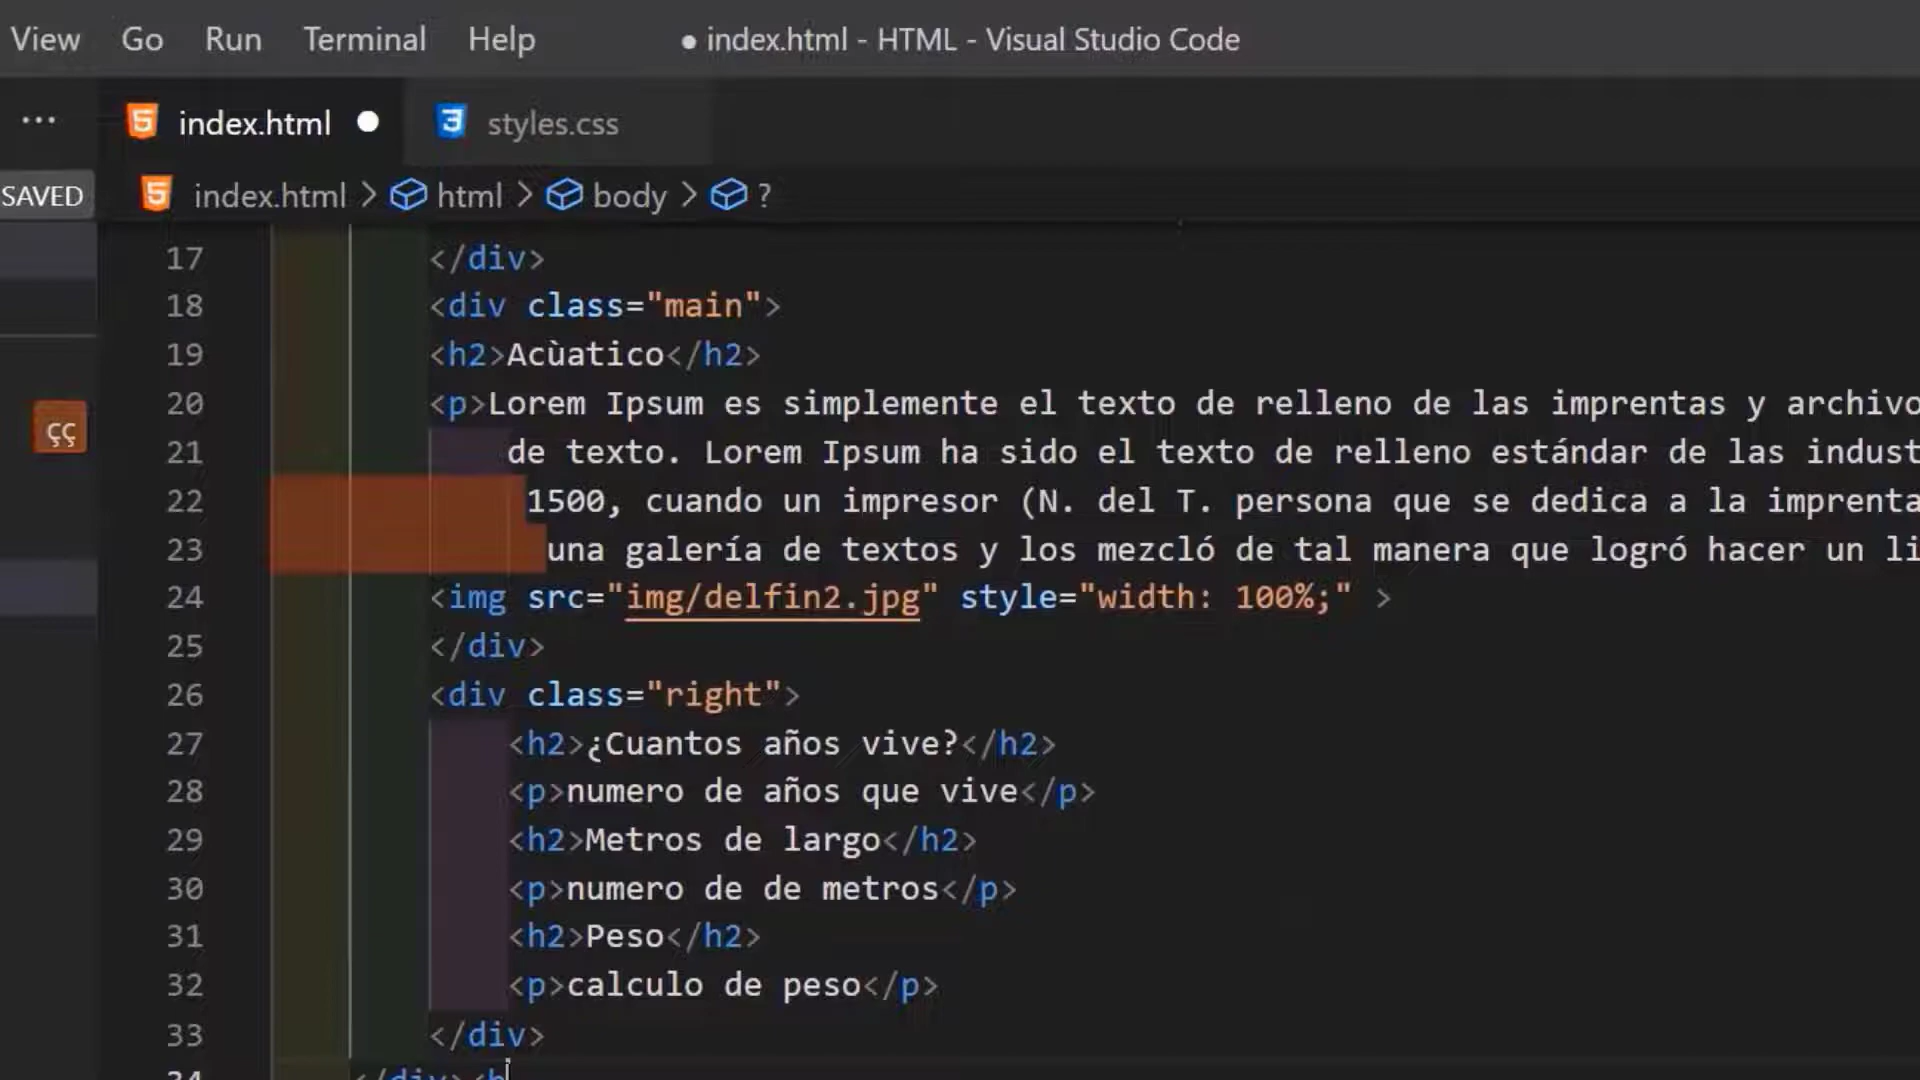 View Go Run Terminal Help ● index.html - HTML - Visual Studio Code
... index.html ● styles.css
SAVED index.html > html > body > ?
17 </div>
18 <div class="main">
19 <h2>Acùatico</h2>
20 <p>Lorem Ipsum es simplemente el texto de relleno de las imprentas y archivo
çç
21 de texto. Lorem Ipsum ha sido el texto de relleno estándar de las indust
22 1500, cuando un impresor (N. del T. persona que se dedica a la imprenta
23 una galería de textos y los mezcló de tal manera que logró hacer un li
24 <img src="img/delfin2.jpg" style="width: 100%;" >
25 </div>
26 <div class="right">
27 <h2>¿Cuantos años vive?</h2>
28 <p>numero de años que vive</p>
29 <h2>Metros de largo</h2>
30 <p>numero de de metros</p>
31 <h2>Peso</h2>
32 <p>calculo de peso</p>
33 </div>
34 </div><h